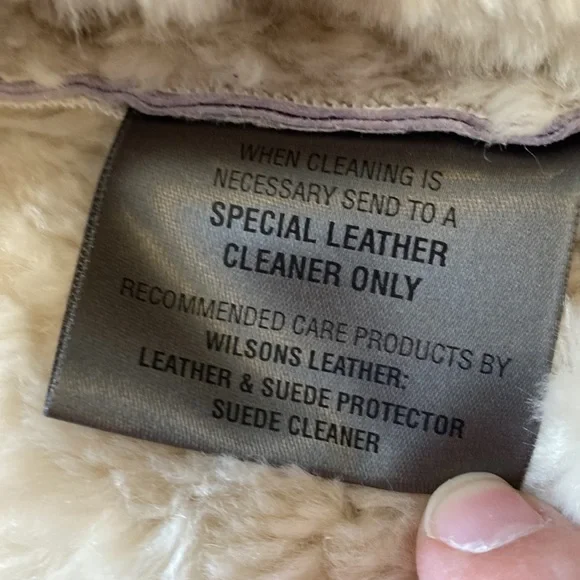 WHEN CLEANING IS
NECESSARY SEND TO A
SPECIAL LEATHER
CLEANER ONLY
RECOMMENDED CARE PRODUCTS BY
WILSONS LEATHER:
LEATHER & SUEDE PROTECTOR
SUEDE CLEANER